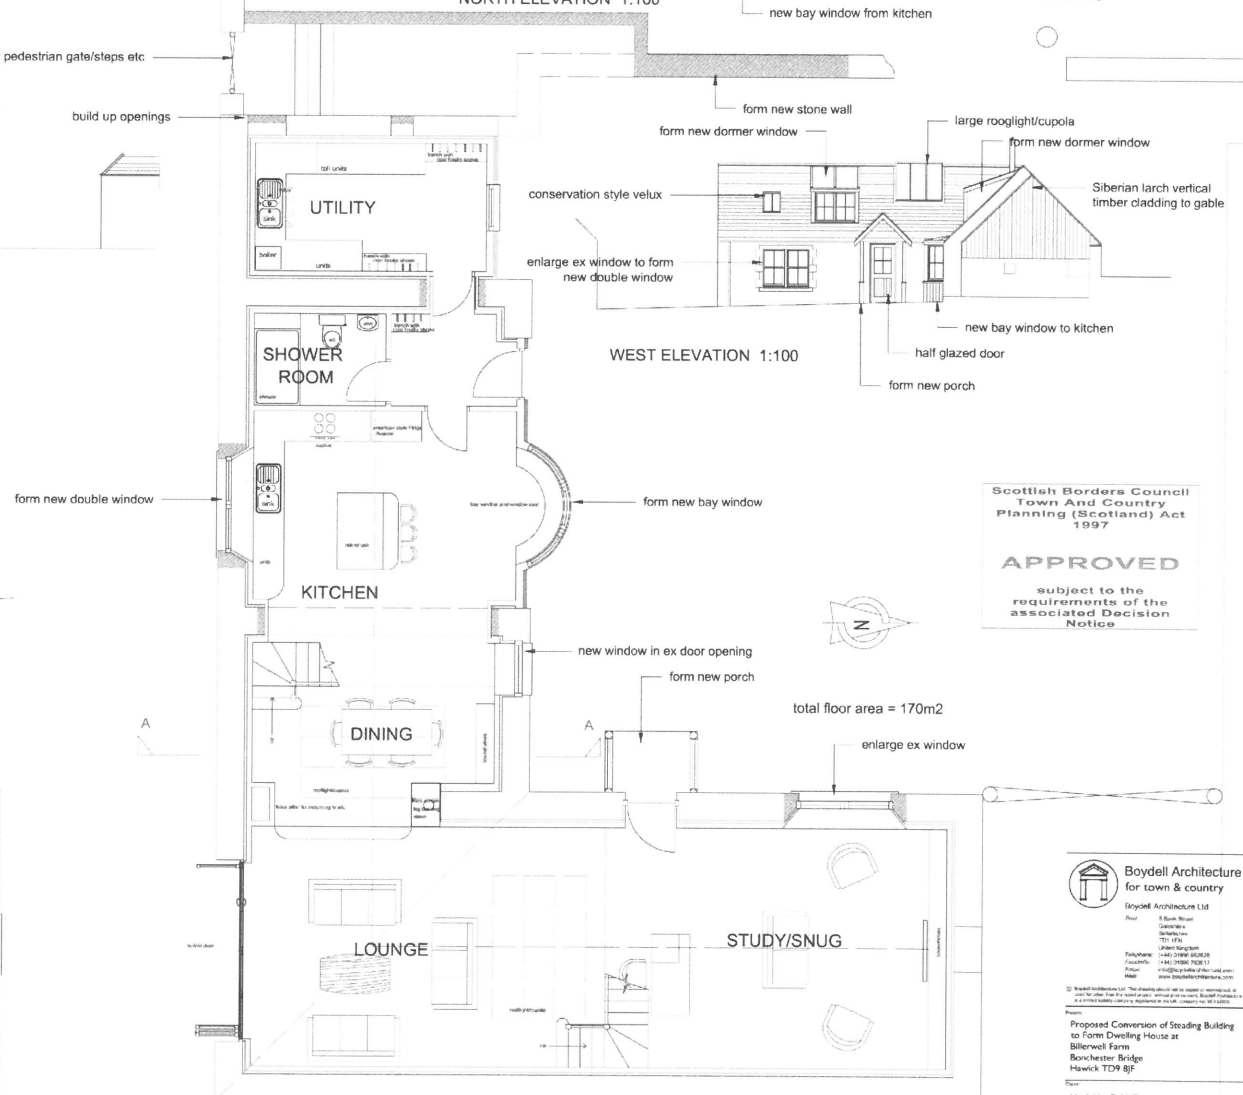 NORTH ELEVATION 1:100
new bay window from kitchen
pedestrian gate/steps etc
build up openings
form new stone wall
form new dormer window
large rooglight/cupola
form new dormer window
conservation style velux
Siberian larch vertical
timber cladding to gable
enlarge ex window to form
new double window
new bay window to kitchen
WEST ELEVATION 1:100
half glazed door
form new porch
tall units
UTILITY
sink
boiler
units
SHOWER
ROOM
form new double window
sink
form new bay window
units
KITCHEN
Scottish Borders Council
Town And Country
Planning (Scotland) Act
1997
APPROVED
subject to the
requirements of the
associated Decision
Notice
N
new window in ex door opening
form new porch
A
A
DINING
total floor area = 170m2
enlarge ex window
LOUNGE
STUDY/SNUG
Boydell Architecture
for town & country
Boydell Architecture Ltd
Proposed Conversion of Steading Building
to Form Dwelling House at
Billerwell Farm
Bonchester Bridge
Hawick TD9 8JF